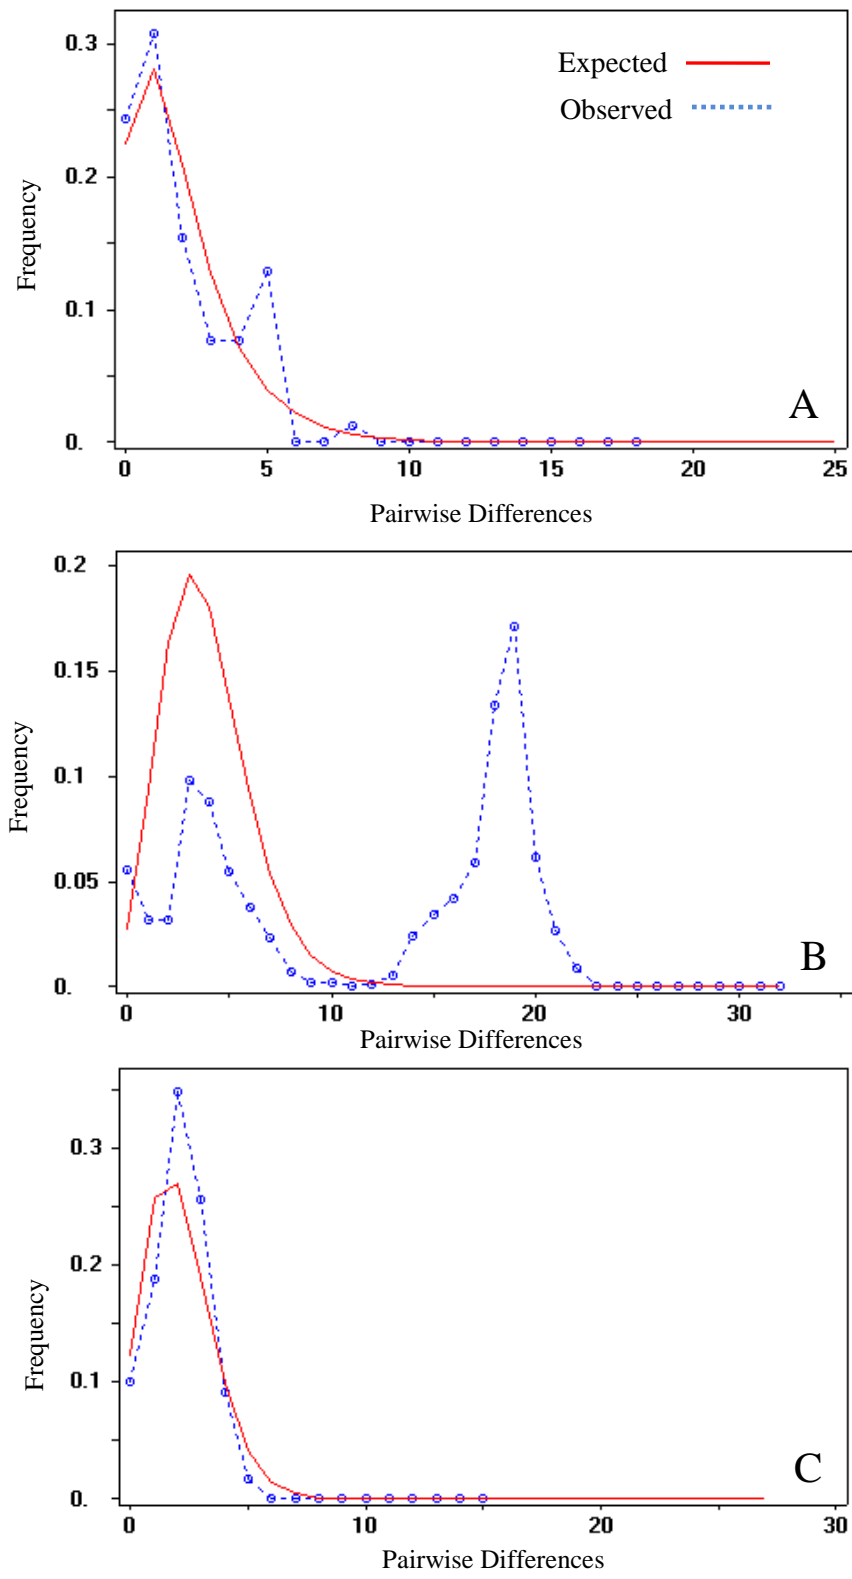 0.3
Expected
Observed
0.2
Frequency
0.1
A
0.
0 5 10 15 20 25
Pairwise Differences
0.2
0.15
Frequency
0.1
0.05
B
0.
0 10 20 30
Pairwise Differences
0.3
0.2
Frequency
0.1
C
0.
0 10 20 30
Pairwise Differences